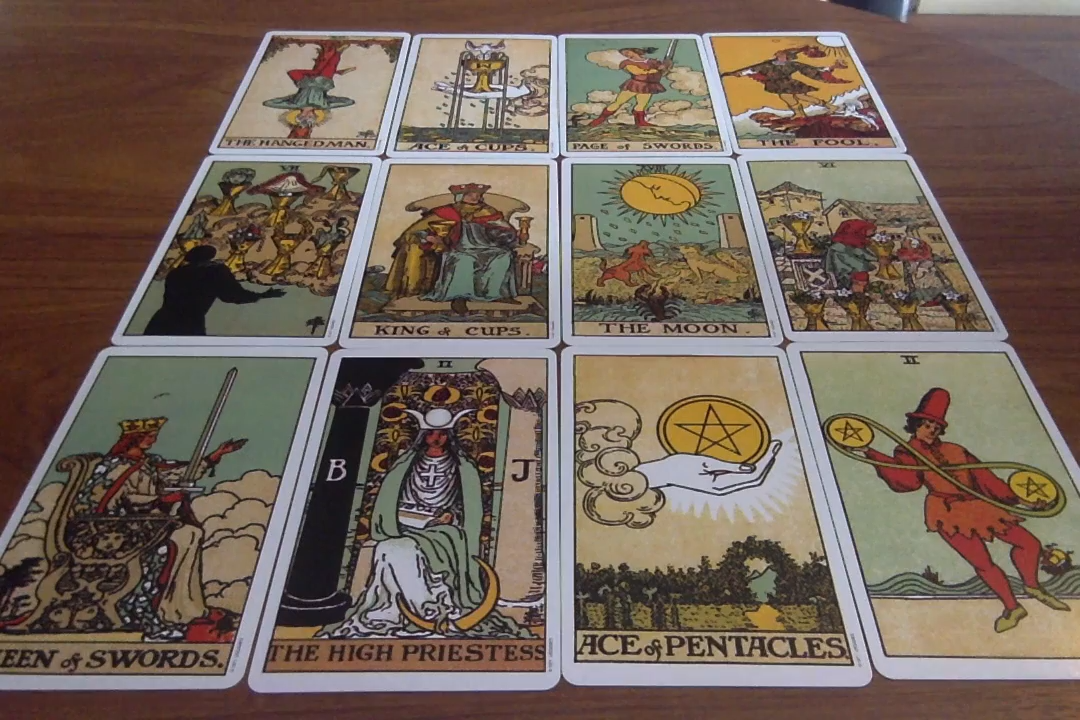 THE HANGED MAN.
ACE of CUPS.
PAGE of SWORDS.
THE FOOL.
VII
KING of CUPS.
XVIII
THE MOON.
VI
EEN of SWORDS.
II
B
J
THE HIGH PRIESTESS
ACE of PENTACLES.
II